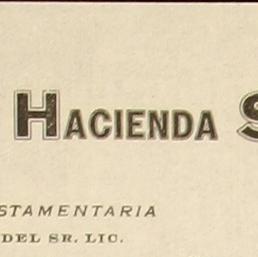 HACIENDA S
STAMENTARIA
DEL SR. LIC.